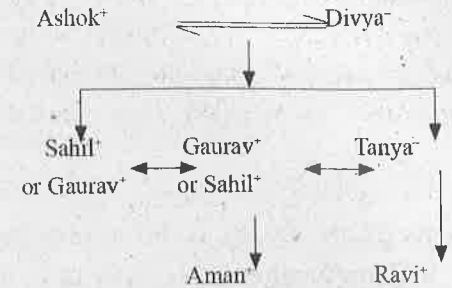 Ashok⁺ Divya⁻
Sahil⁺ Gaurav⁺ Tanya⁻
or Gaurav⁺ or Sahil⁺
Aman⁺ Ravi⁺